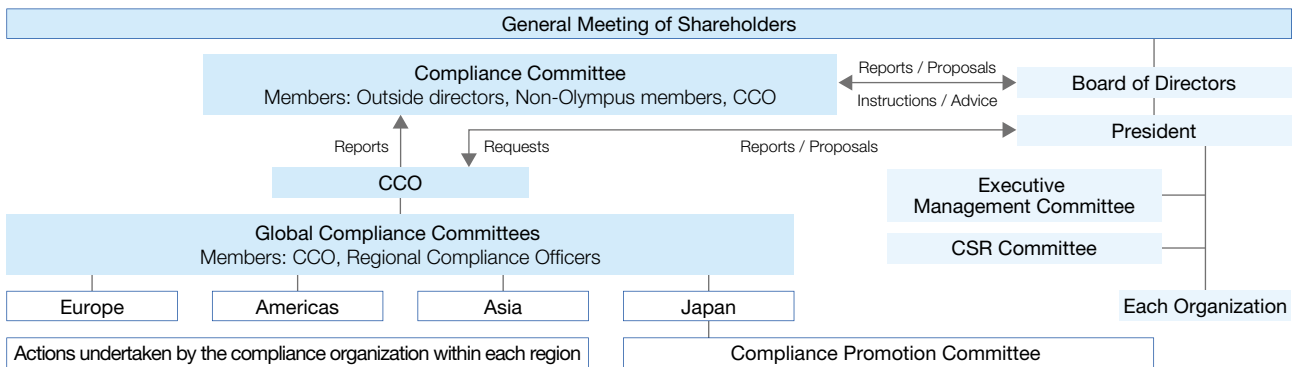 General Meeting of Shareholders
Compliance Committee
Members: Outside directors, Non-Olympus members, CCO
Reports / Proposals
Instructions / Advice
Board of Directors
President
Reports
Requests
Reports / Proposals
CCO
Executive
Management Committee
Global Compliance Committees
Members: CCO, Regional Compliance Officers
CSR Committee
Europe
Americas
Asia
Japan
Each Organization
Actions undertaken by the compliance organization within each region
Compliance Promotion Committee